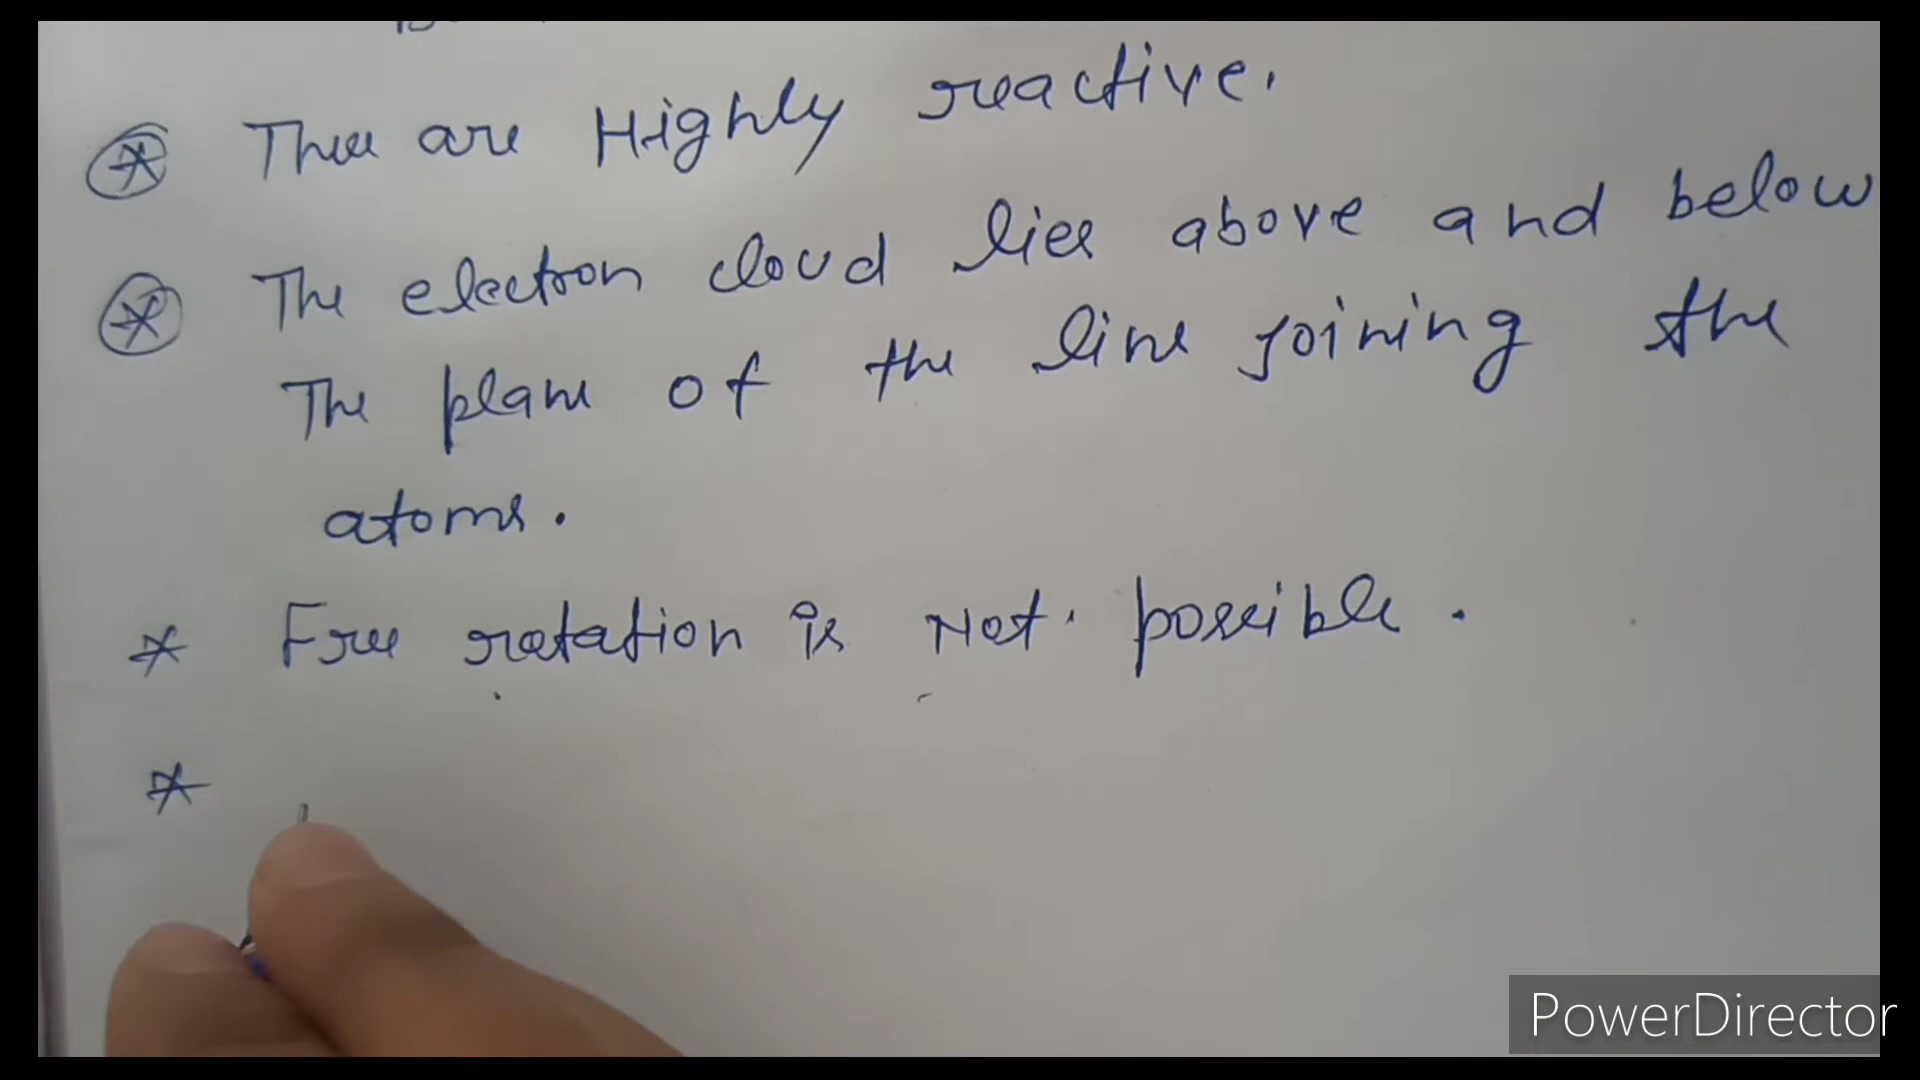 * These are Highly reactive.
* The electron cloud lies above and below
The plane of the line joining the
atoms.
* Free rotation is Not possible.
*
PowerDirector